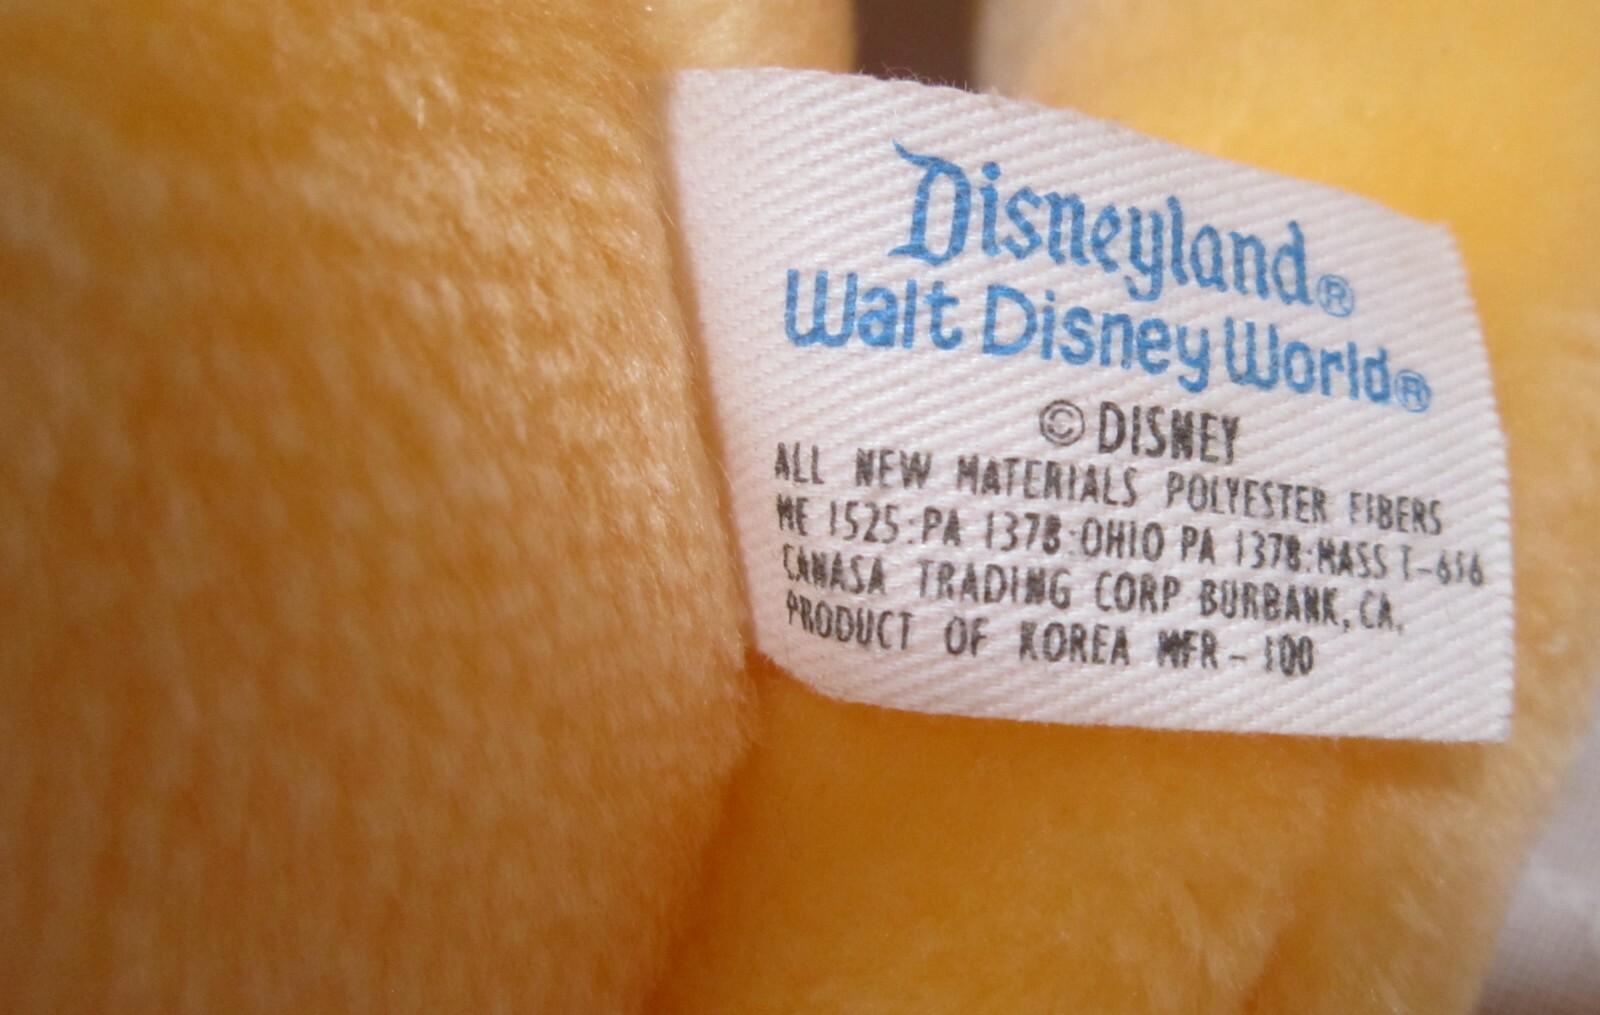 Disneyland®
Walt Disney World®
© DISNEY
ALL NEW MATERIALS POLYESTER FIBERS
ME 1525:PA 1378:OHIO PA 1378:MASS T-656
CANASA TRADING CORP BURBANK, CA.
PRODUCT OF KOREA MFR-100